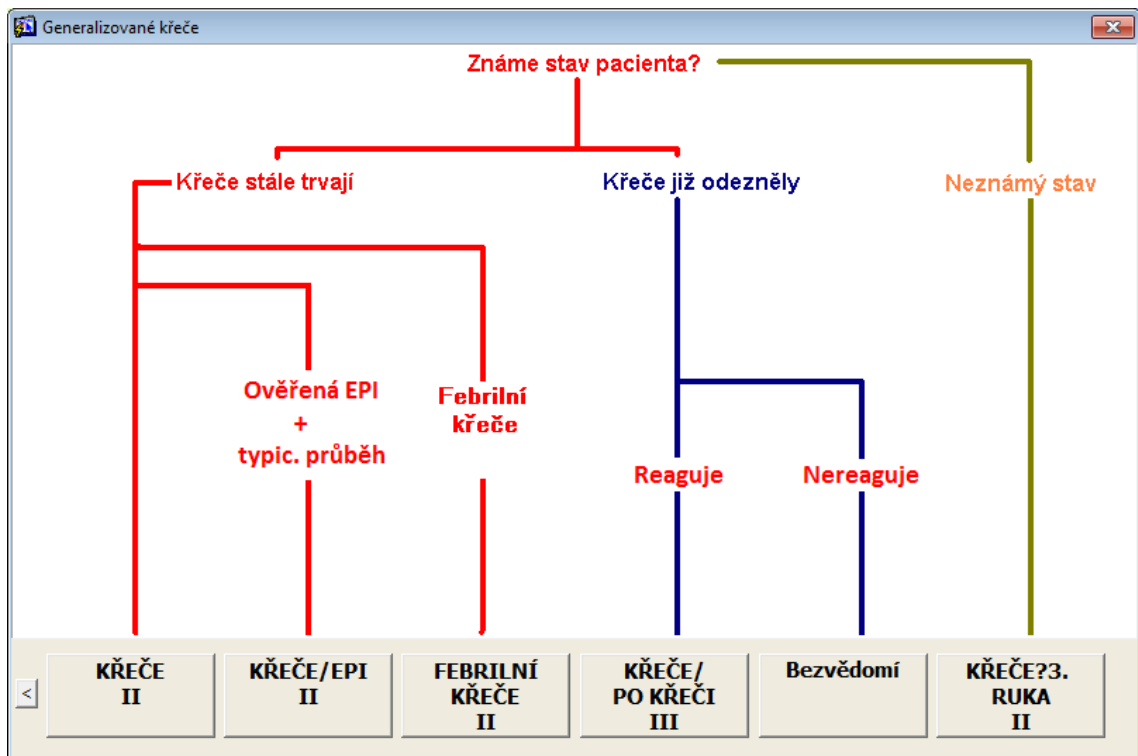 Generalizované křeče
Známe stav pacienta?
Křeče stále trvají
Křeče již odezněly
Neznámý stav
Ověřená EPI
+
typic. průběh
Febrilní
křeče
Reaguje
Nereaguje
<
KŘEČE
II
KŘEČE/EPI
II
FEBRILNÍ
KŘEČE
II
KŘEČE/
PO KŘEČI
III
Bezvědomí
KŘEČE?3.
RUKA
II